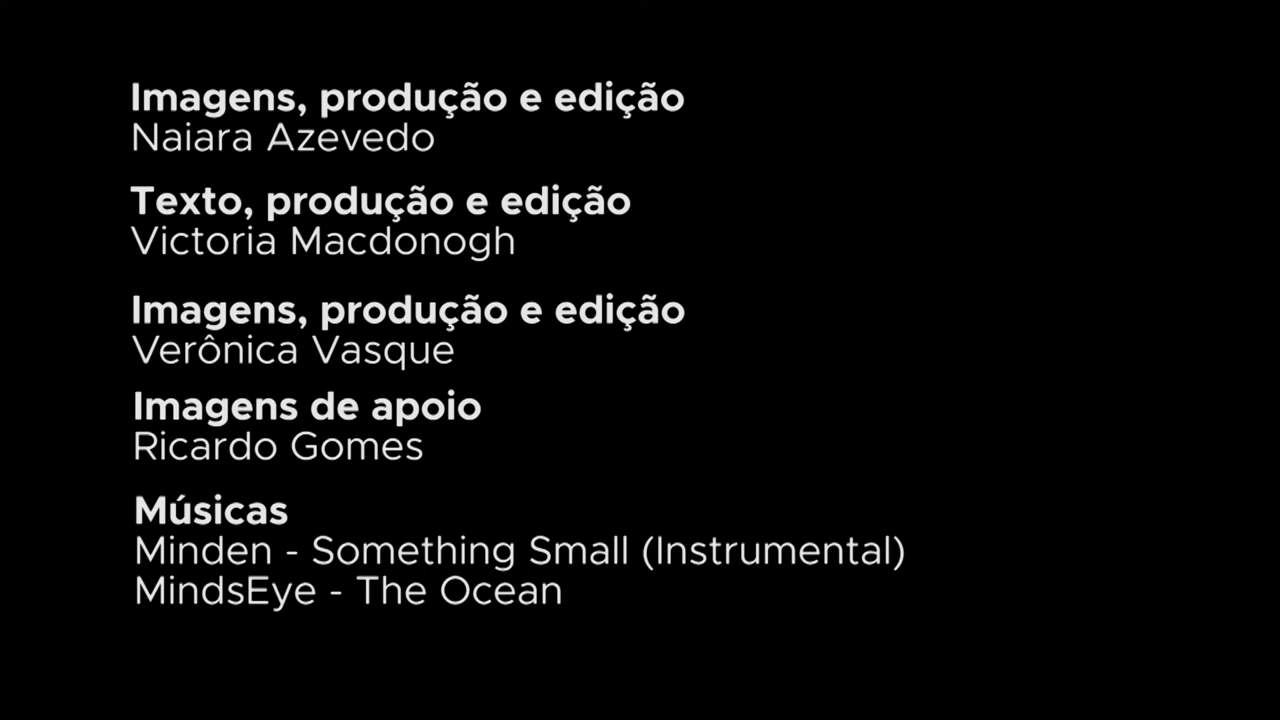 Imagens, produção e edição
Naiara Azevedo
Texto, produção e edição
Victoria Macdonogh
Imagens, produção e edição
Verônica Vasque
Imagens de apoio
Ricardo Gomes
Músicas
Minden - Something Small (Instrumental)
MindsEye - The Ocean